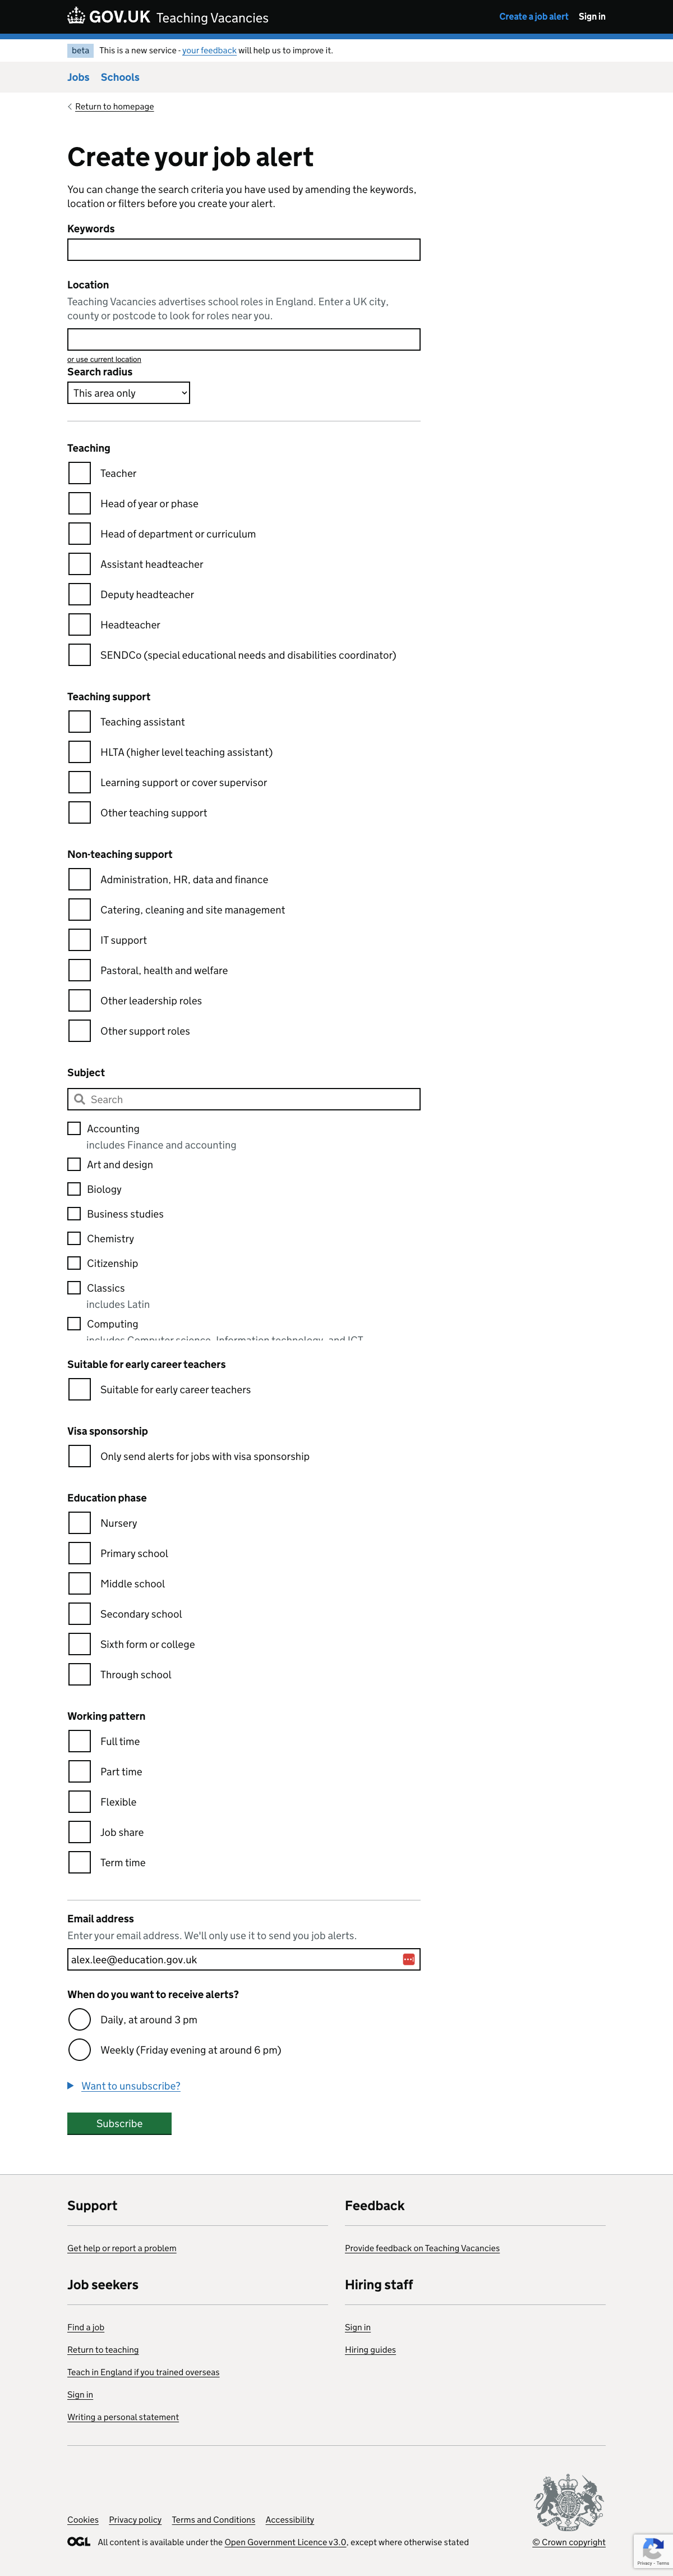 GOV.UK Teaching Vacancies
Create a job alert Sign in
beta This is a new service - your feedback will help us to improve it.
Jobs Schools
Return to homepage
Create your job alert
You can change the search criteria you have used by amending the keywords,
location or filters before you create your alert.
Keywords
Location
Teaching Vacancies advertises school roles in England. Enter a UK city,
county or postcode to look for roles near you.
or use current location
Search radius
This area only
Teaching
Teacher
Head of year or phase
Head of department or curriculum
Assistant headteacher
Deputy headteacher
Headteacher
SENDCo (special educational needs and disabilities coordinator)
Teaching support
Teaching assistant
HLTA (higher level teaching assistant)
Learning support or cover supervisor
Other teaching support
Non-teaching support
Administration, HR, data and finance
Catering, cleaning and site management
IT support
Pastoral, health and welfare
Other leadership roles
Other support roles
Subject
Search
Accounting
includes Finance and accounting
Art and design
Biology
Business studies
Chemistry
Citizenship
Classics
includes Latin
Computing
includes Computer science, Information technology, and ICT
Suitable for early career teachers
Suitable for early career teachers
Visa sponsorship
Only send alerts for jobs with visa sponsorship
Education phase
Nursery
Primary school
Middle school
Secondary school
Sixth form or college
Through school
Working pattern
Full time
Part time
Flexible
Job share
Term time
Email address
Enter your email address. We'll only use it to send you job alerts.
alex.lee@education.gov.uk
When do you want to receive alerts?
Daily, at around 3 pm
Weekly (Friday evening at around 6 pm)
Want to unsubscribe?
Subscribe
Support
Get help or report a problem
Feedback
Provide feedback on Teaching Vacancies
Job seekers
Find a job
Return to teaching
Teach in England if you trained overseas
Sign in
Writing a personal statement
Hiring staff
Sign in
Hiring guides
Cookies Privacy policy Terms and Conditions Accessibility
OGL All content is available under the Open Government Licence v3.0, except where otherwise stated
© Crown copyright
Privacy - Terms